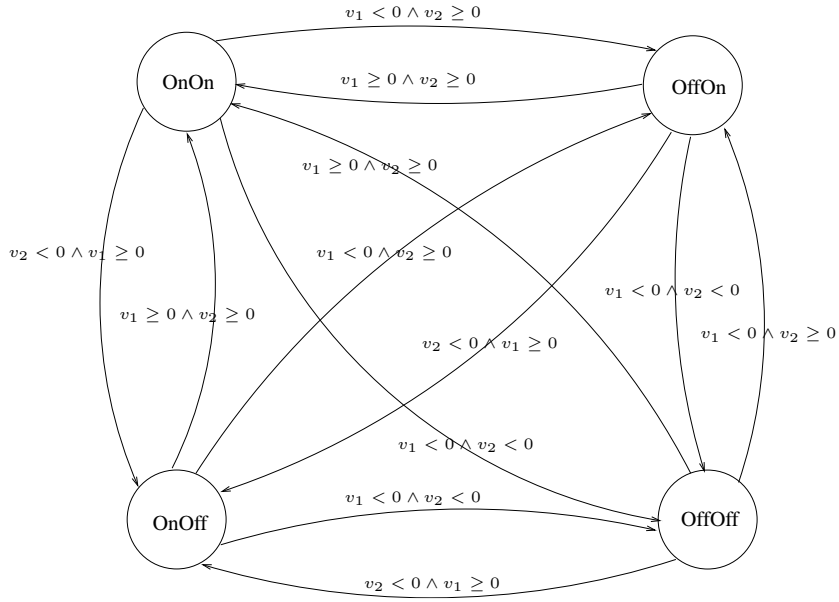 v₁ < 0 ∧ v₂ ≥ 0
OnOn
v₁ ≥ 0 ∧ v₂ ≥ 0
OffOn
v₁ ≥ 0 ∧ v₂ ≥ 0
v₂ < 0 ∧ v₁ ≥ 0
v₁ < 0 ∧ v₂ ≥ 0
v₁ < 0 ∧ v₂ < 0
v₁ ≥ 0 ∧ v₂ ≥ 0
v₁ < 0 ∧ v₂ ≥ 0
v₂ < 0 ∧ v₁ ≥ 0
v₁ < 0 ∧ v₂ < 0
v₁ < 0 ∧ v₂ < 0
OnOff
OffOff
v₂ < 0 ∧ v₁ ≥ 0